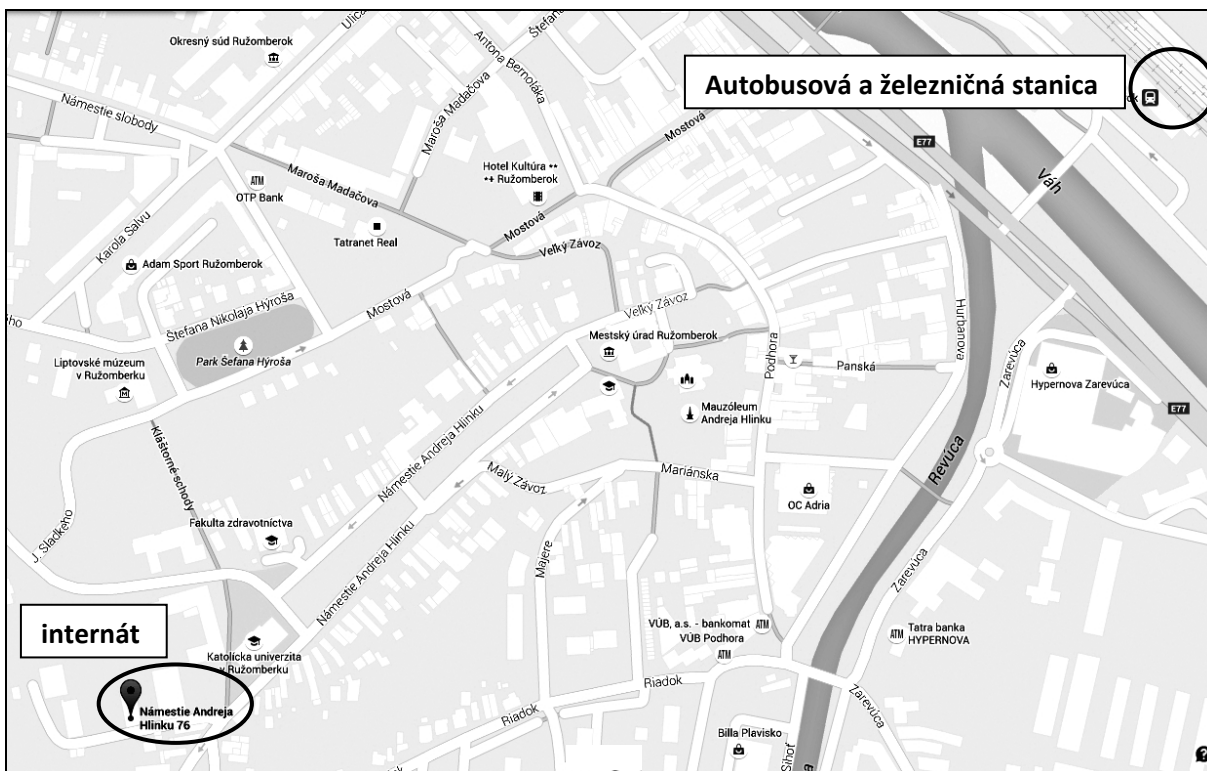 Ulica
Štefana
Okresný súd Ružomberok
Antona Bernoláka
Autobusová a železničná stanica
Námestie slobody
Maroša Madačova
Mostová
E77
Váh
Maroša Madačova
Hotel Kultúra **
** Ružomberok
ATM
OTP Bank
Karola Salvu
Tatranet Real
Mostová
Veľký Závoz
Adam Sport Ružomberok
Štefana Nikolaja Hýroša
Mostová
Veľký Závoz
Hurbanova
Mestský úrad Ružomberok
Podhora
Zarevúca
Park Šefana Hýroša
Liptovské múzeum
v Ružomberku
Panská
Hypernova Zarevúca
E77
Mauzóleum
Andreja Hlinku
Kláštorné schody
Námestie Andreja Hlinku
Revúca
Malý Závoz
Mariánska
OC Adria
J. Sladkeho
Fakulta zdravotníctva
Námestie Andreja Hlinku
Majere
Zarevúca
internát
VÚB, a.s. - bankomat
VÚB Podhora
ATM
ATM
ATM
Tatra banka
HYPERNOVA
Katolícka univerzita
v Ružomberku
Riadok
Zarevúca
Námestie Andreja
Hlinku 76
Riadok
Billa Plavisko
Sihoť